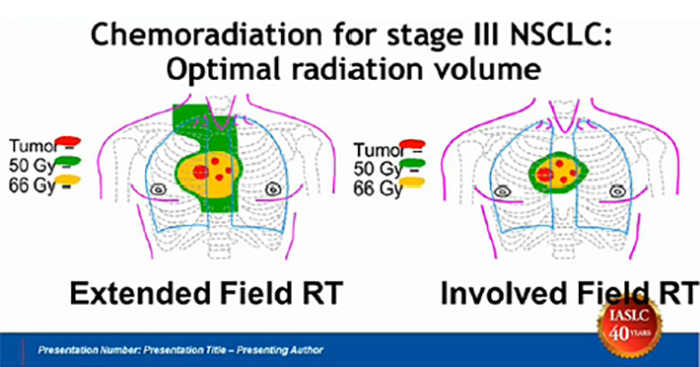 Chemoradiation for stage III NSCLC:
Optimal radiation volume
Tumor =
50 Gy =
66 Gy =
Tumor =
50 Gy =
66 Gy =
Extended Field RT
Involved Field RT
IASLC
40 YEARS
Presentation Number: Presentation Title – Presenting Author